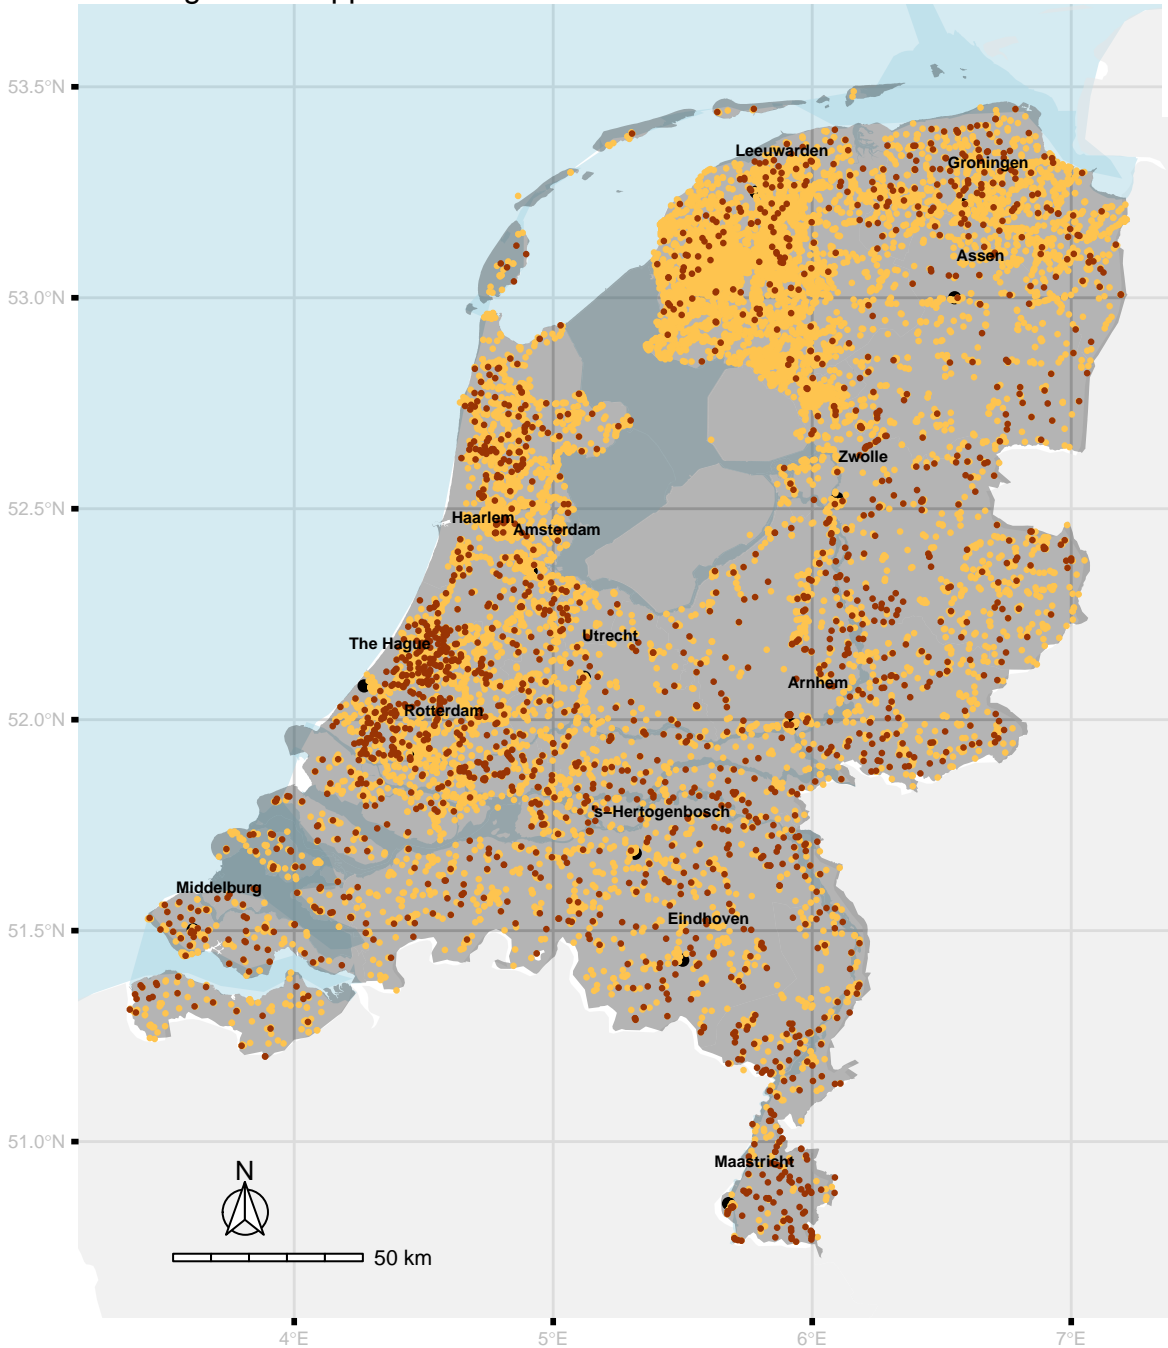 53.5°N
Leeuwarden
Groningen
Assen
53.0°N
Zwolle
52.5°N
Haarlem
Amsterdam
The Hague
Utrecht
Arnhem
Rotterdam
52.0°N
's−Hertogenbosch
Middelburg
Eindhoven
51.5°N
51.0°N
Maastricht
N
50 km
4°E
5°E
6°E
7°E